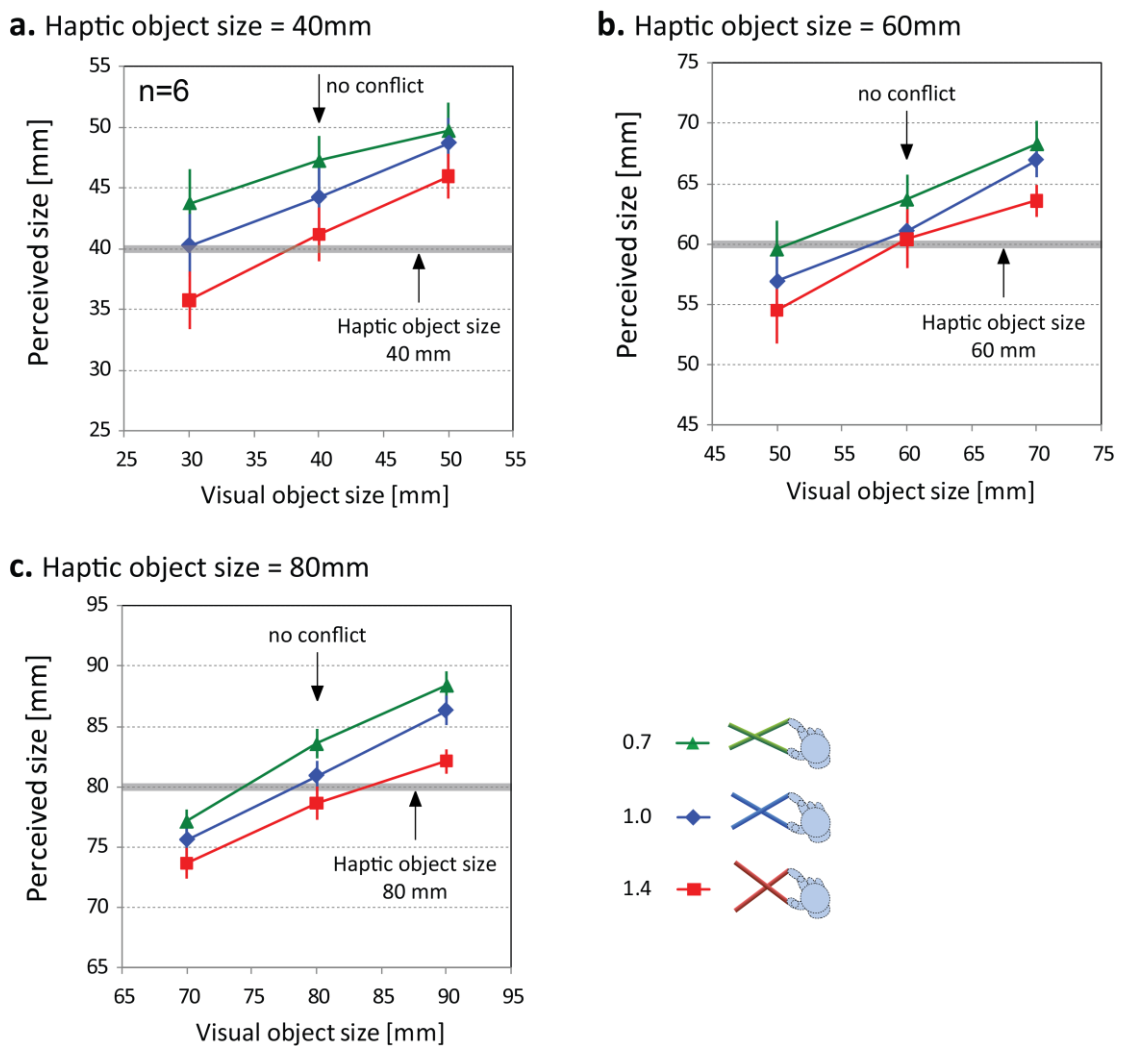 a. Haptic object size = 40mm
n=6
no conflict
Haptic object size
40 mm
Perceived size [mm]
55
50
45
40
35
30
25
25 30 35 40 45 50 55
Visual object size [mm]
b. Haptic object size = 60mm
no conflict
Haptic object size
60 mm
Perceived size [mm]
75
70
65
60
55
50
45
45 50 55 60 65 70 75
Visual object size [mm]
c. Haptic object size = 80mm
no conflict
Haptic object size
80 mm
Perceived size [mm]
95
90
85
80
75
70
65
65 70 75 80 85 90 95
Visual object size [mm]
0.7
1.0
1.4